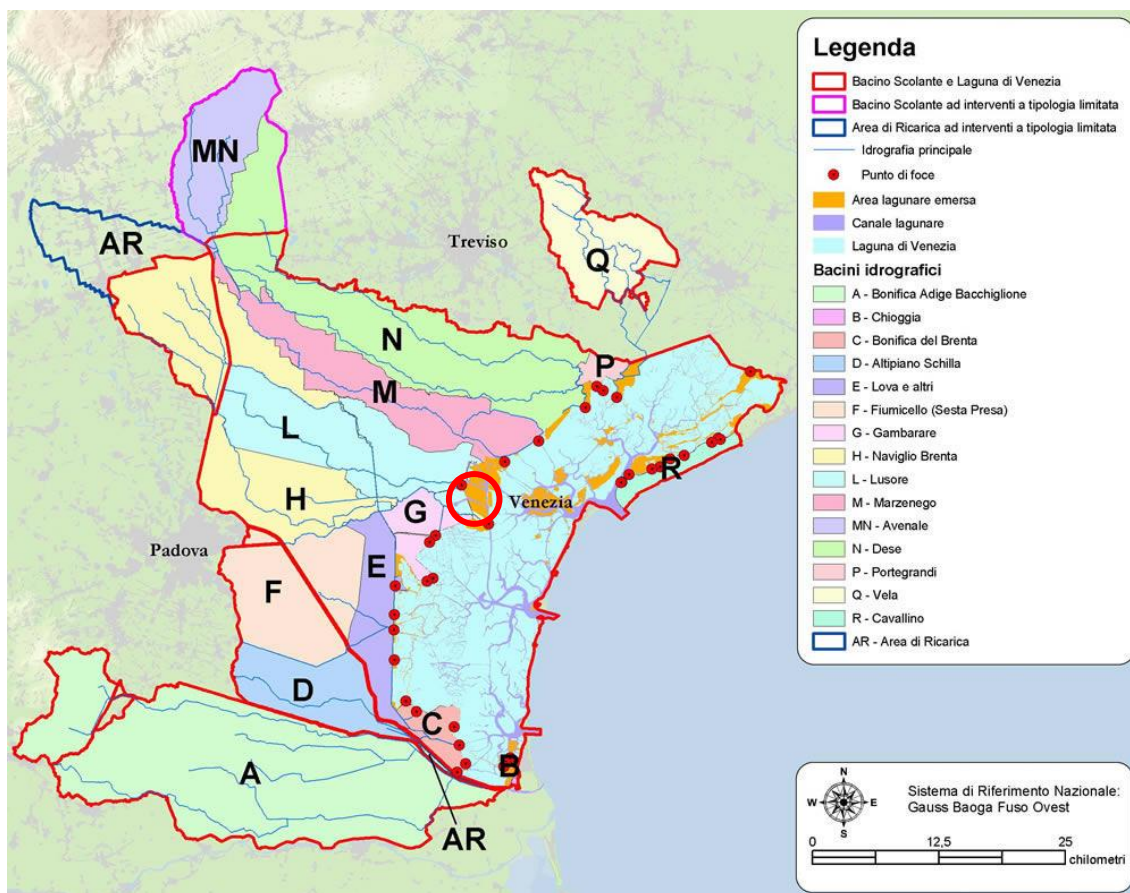 MN
AR
Treviso
Q
N
P
M
L
R
Venezia
H
G
Padova
E
F
D
C
B
A
AR
Legenda
Bacino Scolante e Laguna di Venezia
Bacino Scolante ad interventi a tipologia limitata
Area di Ricarica ad interventi a tipologia limitata
Idrografia principale
Punto di foce
Area lagunare emersa
Canale lagunare
Laguna di Venezia
Bacini idrografici
A - Bonifica Adige Bacchiglione
B - Chioggia
C - Bonifica del Brenta
D - Altipiano Schilla
E - Lova e altri
F - Fiumicello (Sesta Presa)
G - Gambarare
H - Naviglio Brenta
L - Lusore
M - Marzenego
MN - Avenale
N - Dese
P - Portegrandi
Q - Vela
R - Cavallino
AR - Area di Ricarica
N
W E
S
Sistema di Riferimento Nazionale:
Gauss Baoga Fuso Ovest
0 12,5 25
chilometri